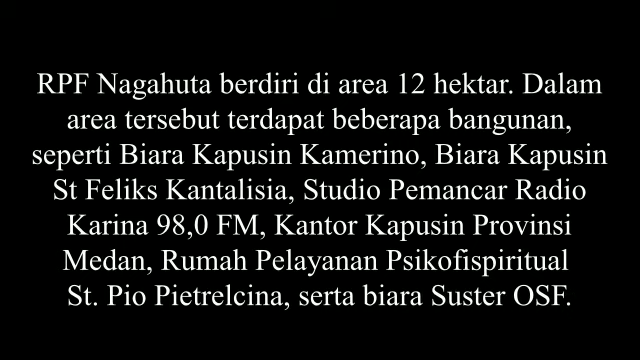 RPF Nagahuta berdiri di area 12 hektar. Dalam
area tersebut terdapat beberapa bangunan,
seperti Biara Kapusin Kamerino, Biara Kapusin
St Feliks Kantalisia, Studio Pemancar Radio
Karina 98,0 FM, Kantor Kapusin Provinsi
Medan, Rumah Pelayanan Psikofispiritual
St. Pio Pietrelcina, serta biara Suster OSF.